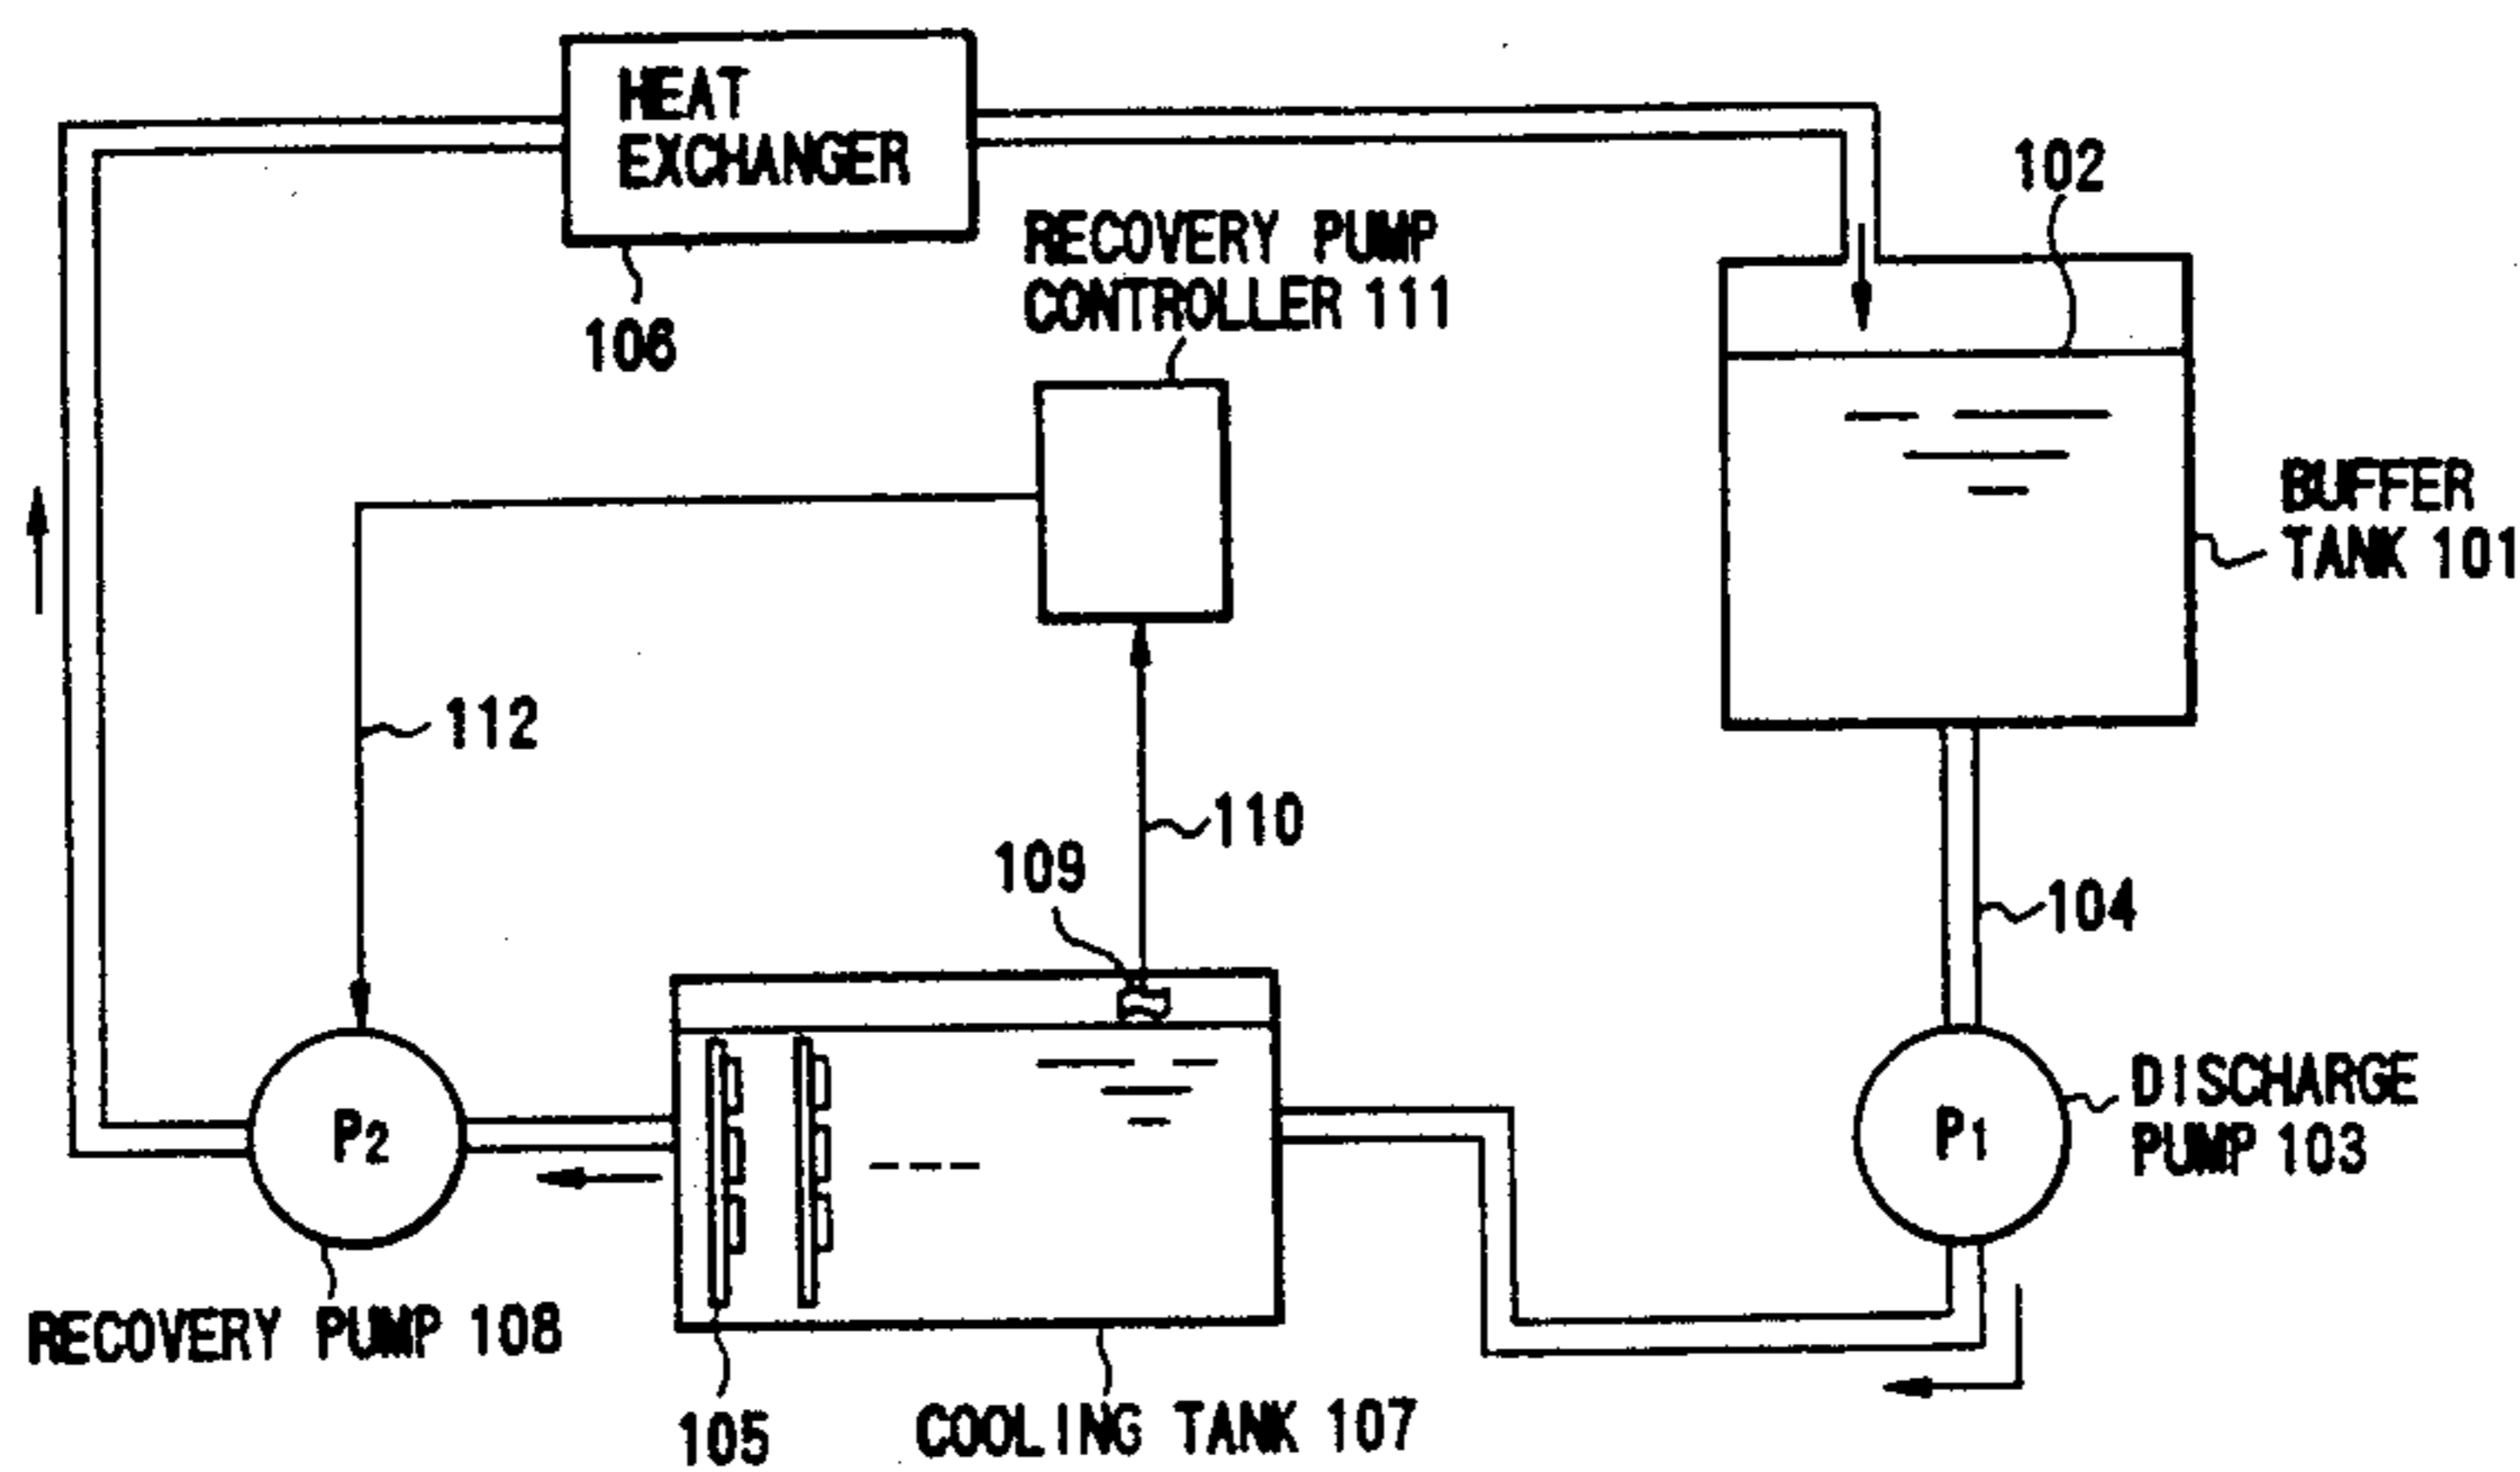 HEAT
EXCHANGER
106
RECOVERY PUMP
CONTROLLER 111
102
BUFFER
TANK 101
112
110
109
104
P2
P1
DISCHARGE
PUMP 103
RECOVERY PUMP 108
105
COOLING TANK 107